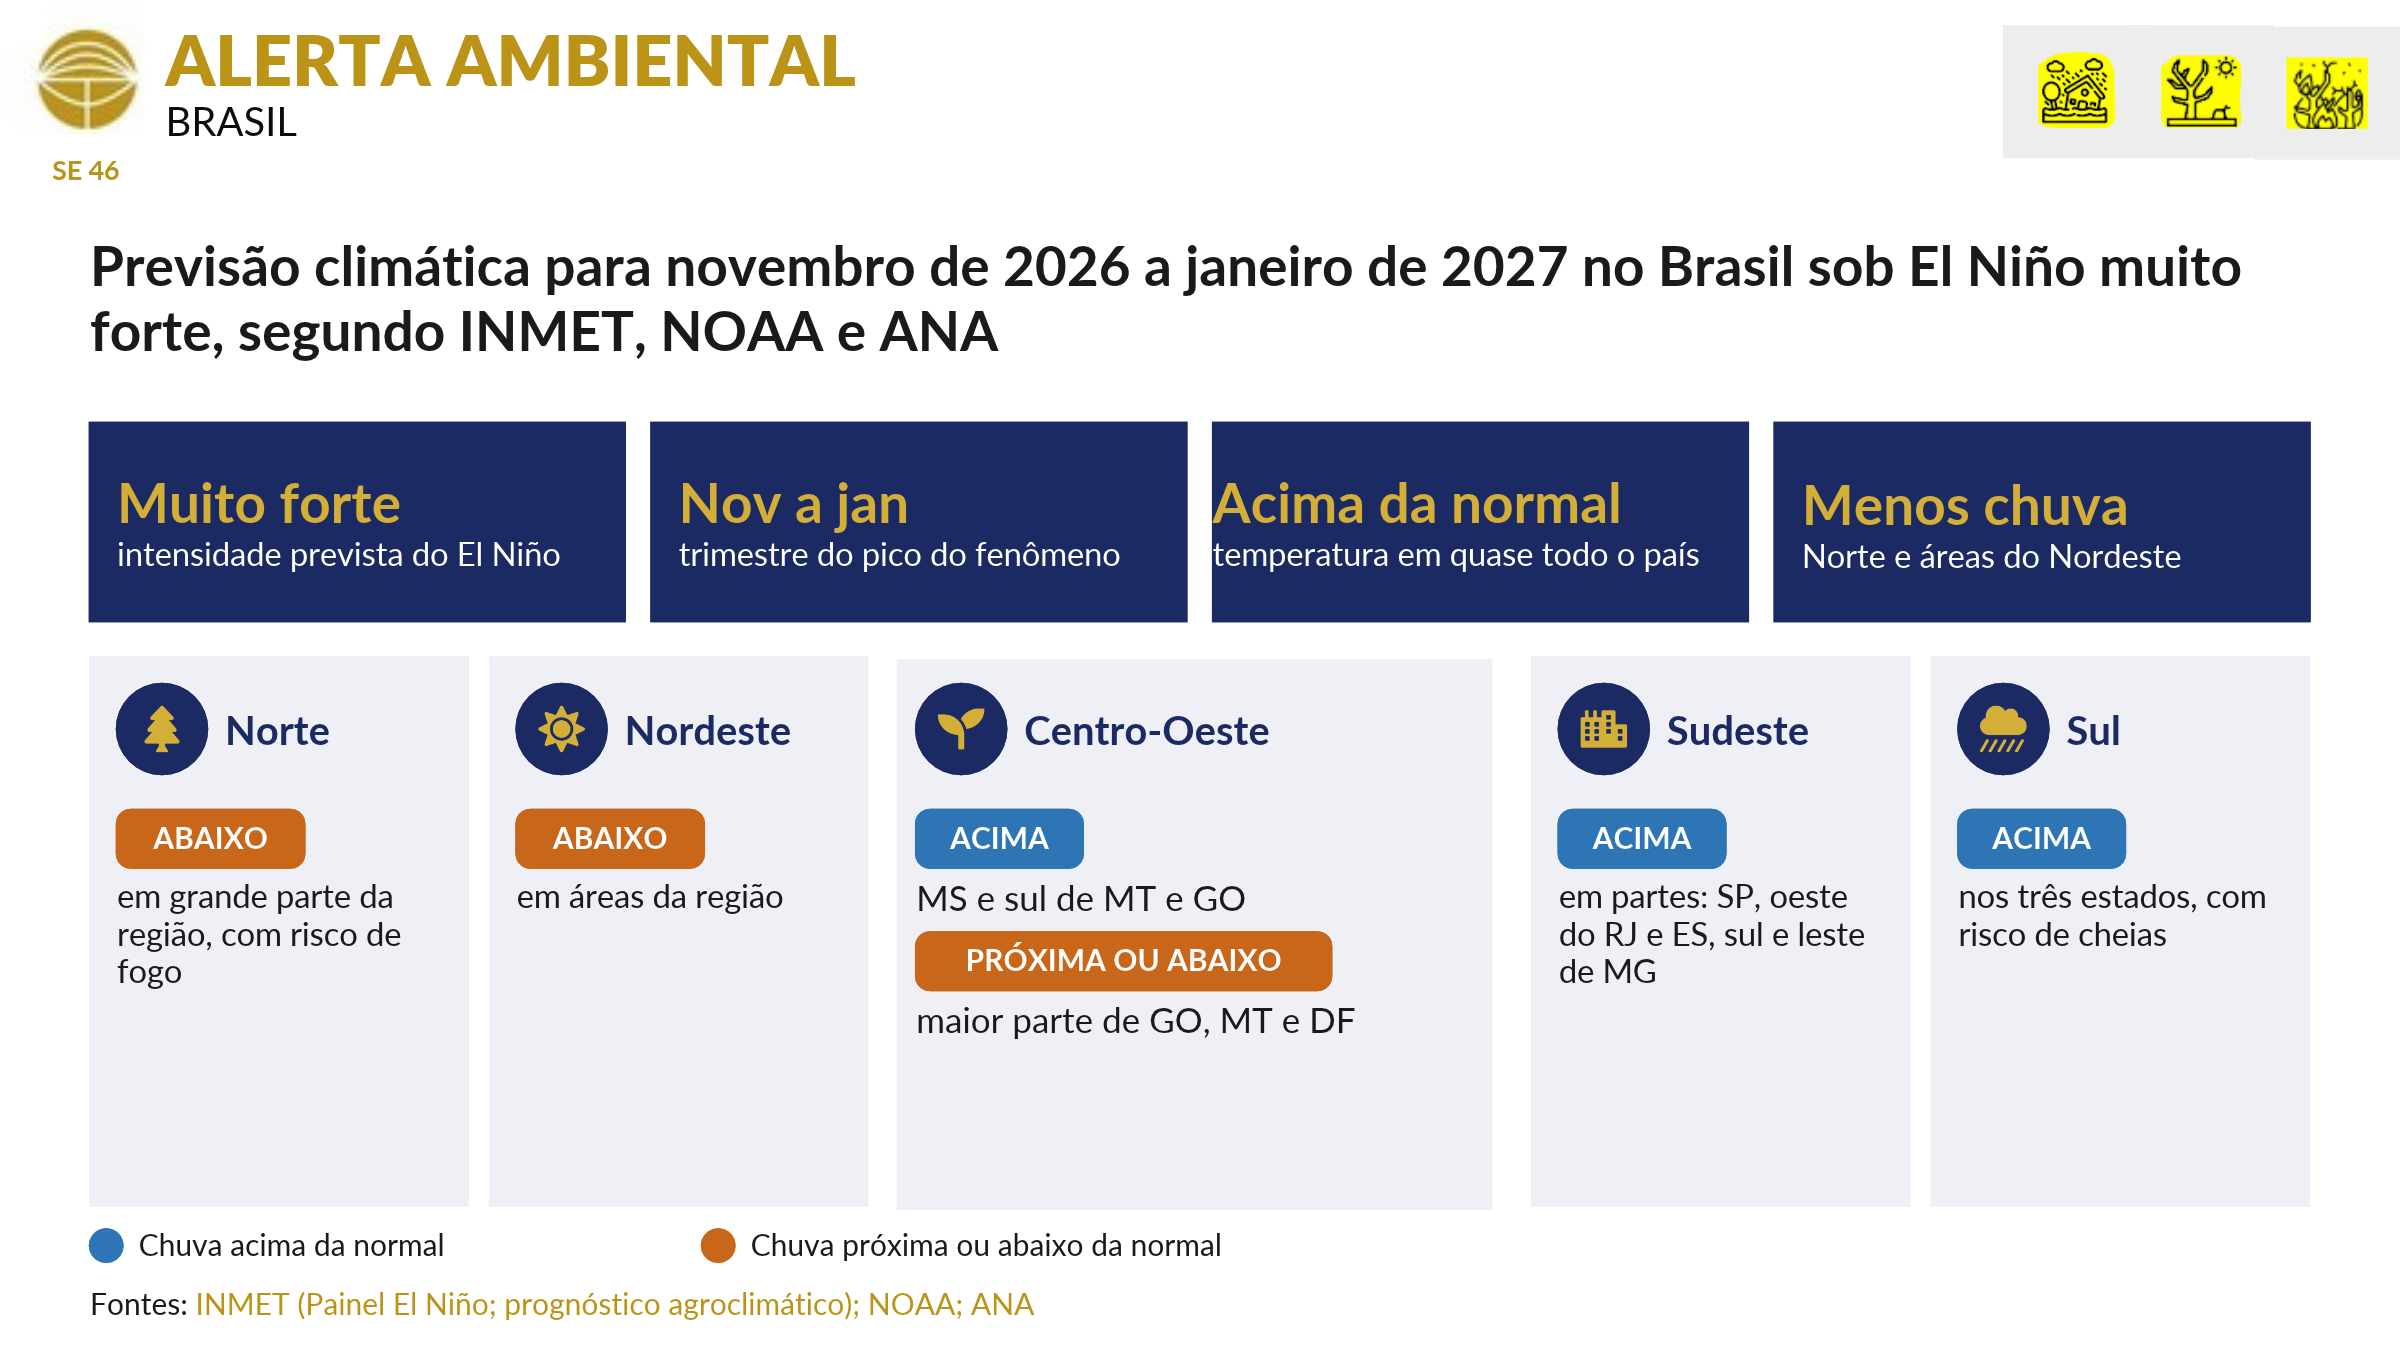 ALERTA AMBIENTAL
BRASIL
SE 46
Previsão climática para novembro de 2026 a janeiro de 2027 no Brasil sob El Niño muito
forte, segundo INMET, NOAA e ANA
Muito forte
intensidade prevista do El Niño
Nov a jan
trimestre do pico do fenômeno
Acima da normal
temperatura em quase todo o país
Menos chuva
Norte e áreas do Nordeste
Norte
ABAIXO
em grande parte da
região, com risco de
fogo
Nordeste
ABAIXO
em áreas da região
Centro-Oeste
ACIMA
MS e sul de MT e GO
PRÓXIMA OU ABAIXO
maior parte de GO, MT e DF
Sudeste
ACIMA
em partes: SP, oeste
do RJ e ES, sul e leste
de MG
Sul
ACIMA
nos três estados, com
risco de cheias
Chuva acima da normal
Chuva próxima ou abaixo da normal
Fontes: INMET (Painel El Niño; prognóstico agroclimático); NOAA; ANA